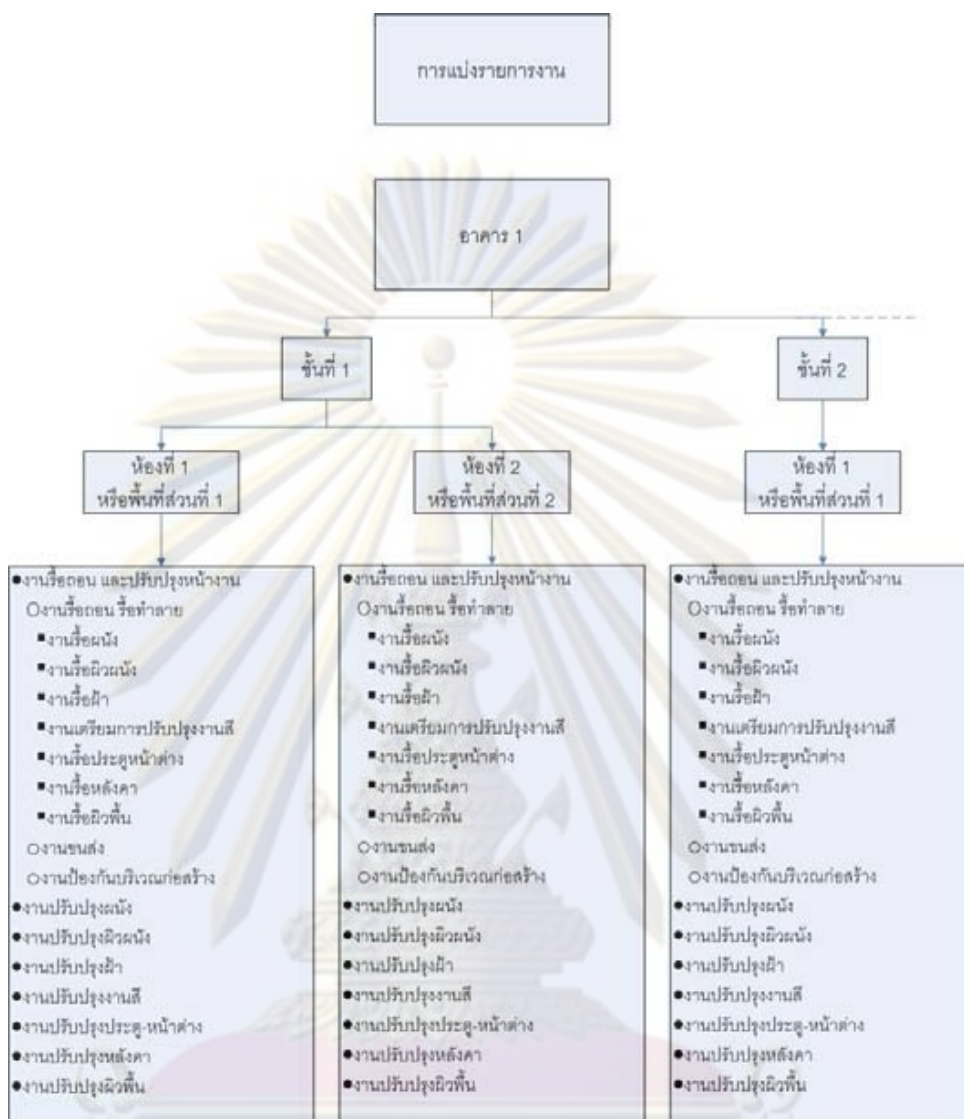 การแบ่งรายการงาน
อาคาร 1
ชั้นที่ 1
ชั้นที่ 2
ห้องที่ 1
หรือพื้นที่ส่วนที่ 1
ห้องที่ 2
หรือพื้นที่ส่วนที่ 2
ห้องที่ 1
หรือพื้นที่ส่วนที่ 1
●งานรื้อถอน และปรับปรุงหน้างาน
○งานรื้อถอน รื้อทำลาย
■งานรื้อผนัง
■งานรื้อผิวผนัง
■งานรื้อฝ้า
■งานเตรียมการปรับปรุงงานสี
■งานรื้อประตูหน้าต่าง
■งานรื้อหลังคา
■งานรื้อผิวพื้น
○งานขนส่ง
○งานป้องกันบริเวณก่อสร้าง
●งานปรับปรุงผนัง
●งานปรับปรุงผิวผนัง
●งานปรับปรุงฝ้า
●งานปรับปรุงงานสี
●งานปรับปรุงประตู-หน้าต่าง
●งานปรับปรุงหลังคา
●งานปรับปรุงผิวพื้น
●งานรื้อถอน และปรับปรุงหน้างาน
○งานรื้อถอน รื้อทำลาย
■งานรื้อผนัง
■งานรื้อผิวผนัง
■งานรื้อฝ้า
■งานเตรียมการปรับปรุงงานสี
■งานรื้อประตูหน้าต่าง
■งานรื้อหลังคา
■งานรื้อผิวพื้น
○งานขนส่ง
○งานป้องกันบริเวณก่อสร้าง
●งานปรับปรุงผนัง
●งานปรับปรุงผิวผนัง
●งานปรับปรุงฝ้า
●งานปรับปรุงงานสี
●งานปรับปรุงประตู-หน้าต่าง
●งานปรับปรุงหลังคา
●งานปรับปรุงผิวพื้น
●งานรื้อถอน และปรับปรุงหน้างาน
○งานรื้อถอน รื้อทำลาย
■งานรื้อผนัง
■งานรื้อผิวผนัง
■งานรื้อฝ้า
■งานเตรียมการปรับปรุงงานสี
■งานรื้อประตูหน้าต่าง
■งานรื้อหลังคา
■งานรื้อผิวพื้น
○งานขนส่ง
○งานป้องกันบริเวณก่อสร้าง
●งานปรับปรุงผนัง
●งานปรับปรุงผิวผนัง
●งานปรับปรุงฝ้า
●งานปรับปรุงงานสี
●งานปรับปรุงประตู-หน้าต่าง
●งานปรับปรุงหลังคา
●งานปรับปรุงผิวพื้น